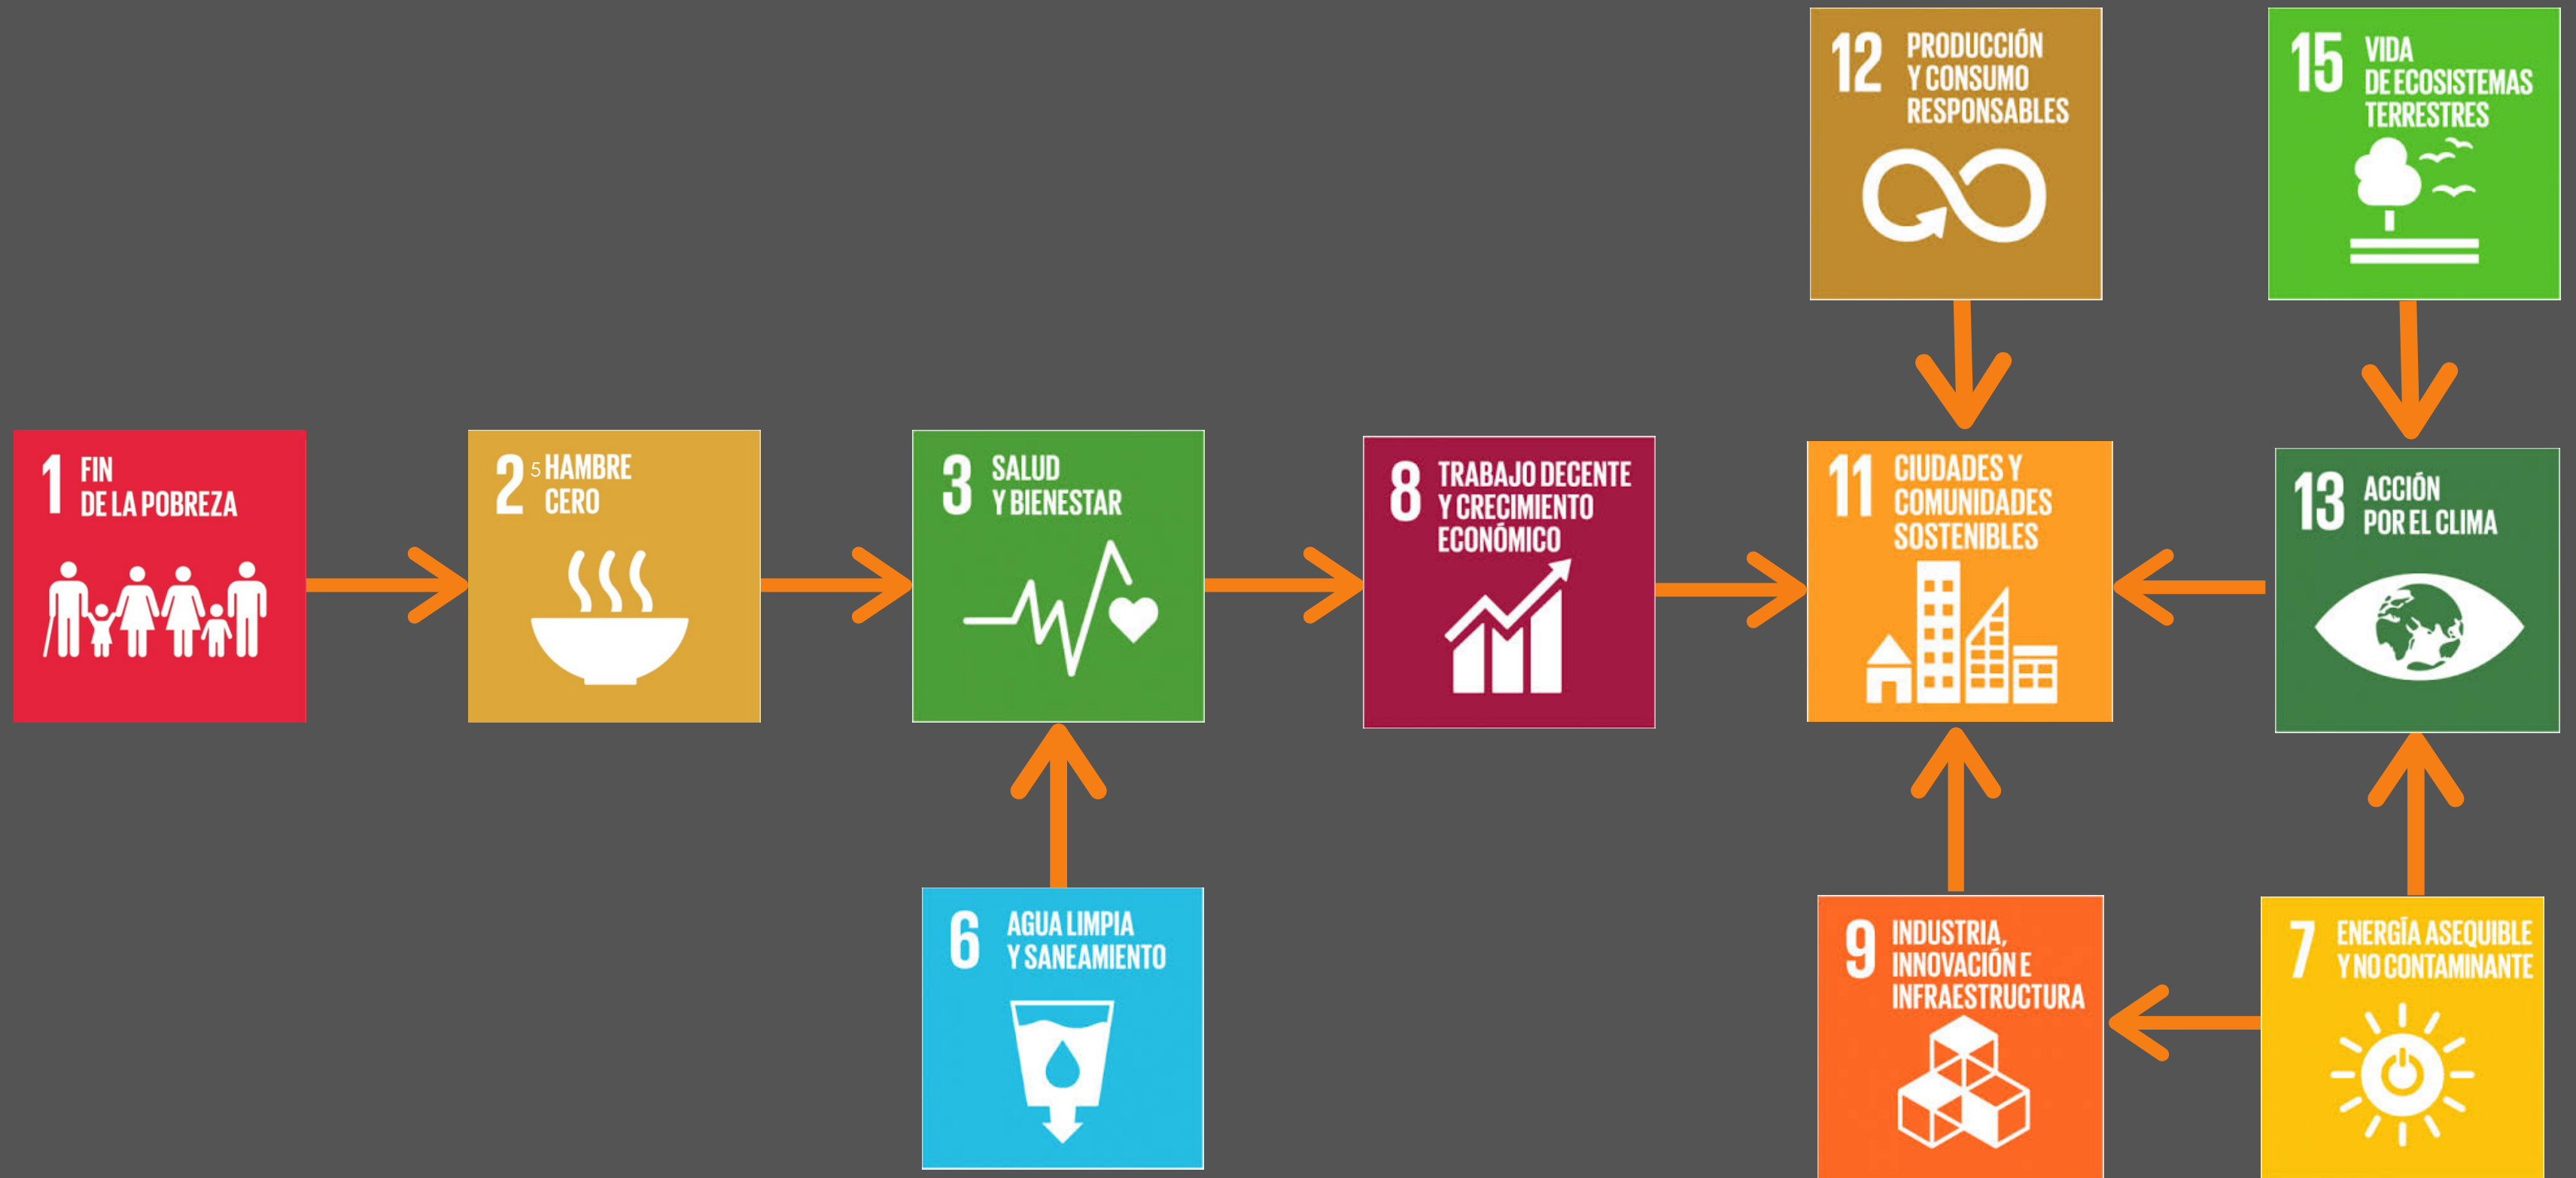 12 PRODUCCIÓN
Y CONSUMO
RESPONSABLES
15 VIDA
DE ECOSISTEMAS
TERRESTRES
1 FIN
DE LA POBREZA
2 5 HAMBRE
CERO
3 SALUD
Y BIENESTAR
8 TRABAJO DECENTE
Y CRECIMIENTO
ECONÓMICO
11 CIUDADES Y
COMUNIDADES
SOSTENIBLES
13 ACCIÓN
POR EL CLIMA
6 AGUA LIMPIA
Y SANEAMIENTO
9 INDUSTRIA,
INNOVACIÓN E
INFRAESTRUCTURA
7 ENERGÍA ASEQUIBLE
Y NO CONTAMINANTE